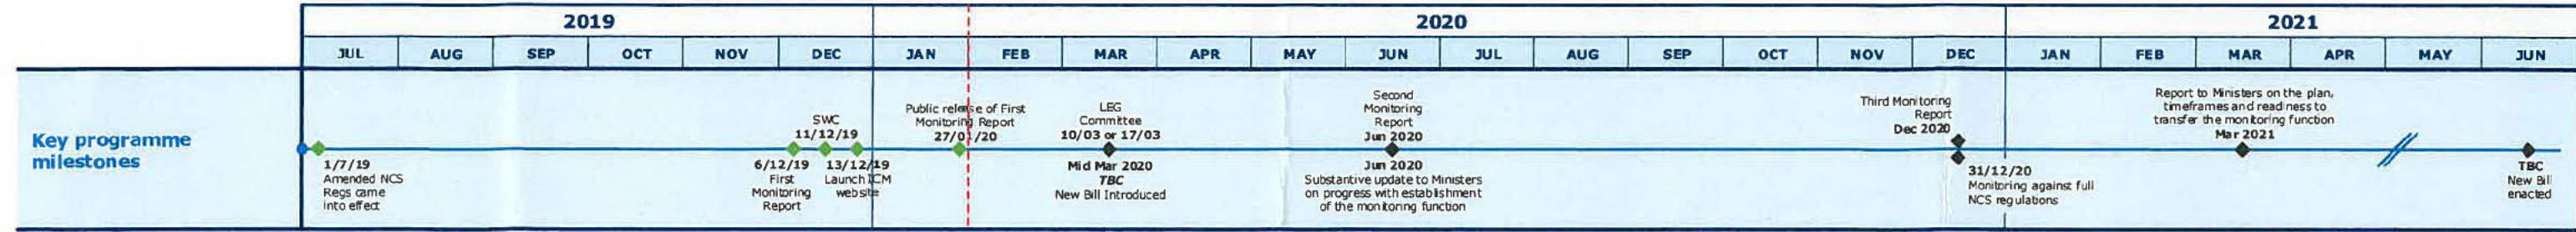 2019 2020 2021
JUL AUG SEP OCT NOV DEC JAN FEB MAR APR MAY JUN JUL AUG SEP OCT NOV DEC JAN FEB MAR APR MAY JUN
Key programme
milestones
1/7/19
Amended NCS
Regs came
into effect
6/12/19
First
Monitoring
Report
SWC
11/12/19
13/12/19
Launch ICM
website
Public release of First
Monitoring Report
27/01/20
LEG
Committee
10/03 or 17/03
Mid Mar 2020
TBC
New Bill Introduced
Second
Monitoring
Report
Jun 2020
Jun 2020
Substantive update to Ministers
on progress with establishment
of the monitoring function
Third Monitoring
Report
Dec 2020
31/12/20
Monitoring against full
NCS regulations
Report to Ministers on the plan,
timeframes and readiness to
transfer the monitoring function
Mar 2021
TBC
New Bill
enacted